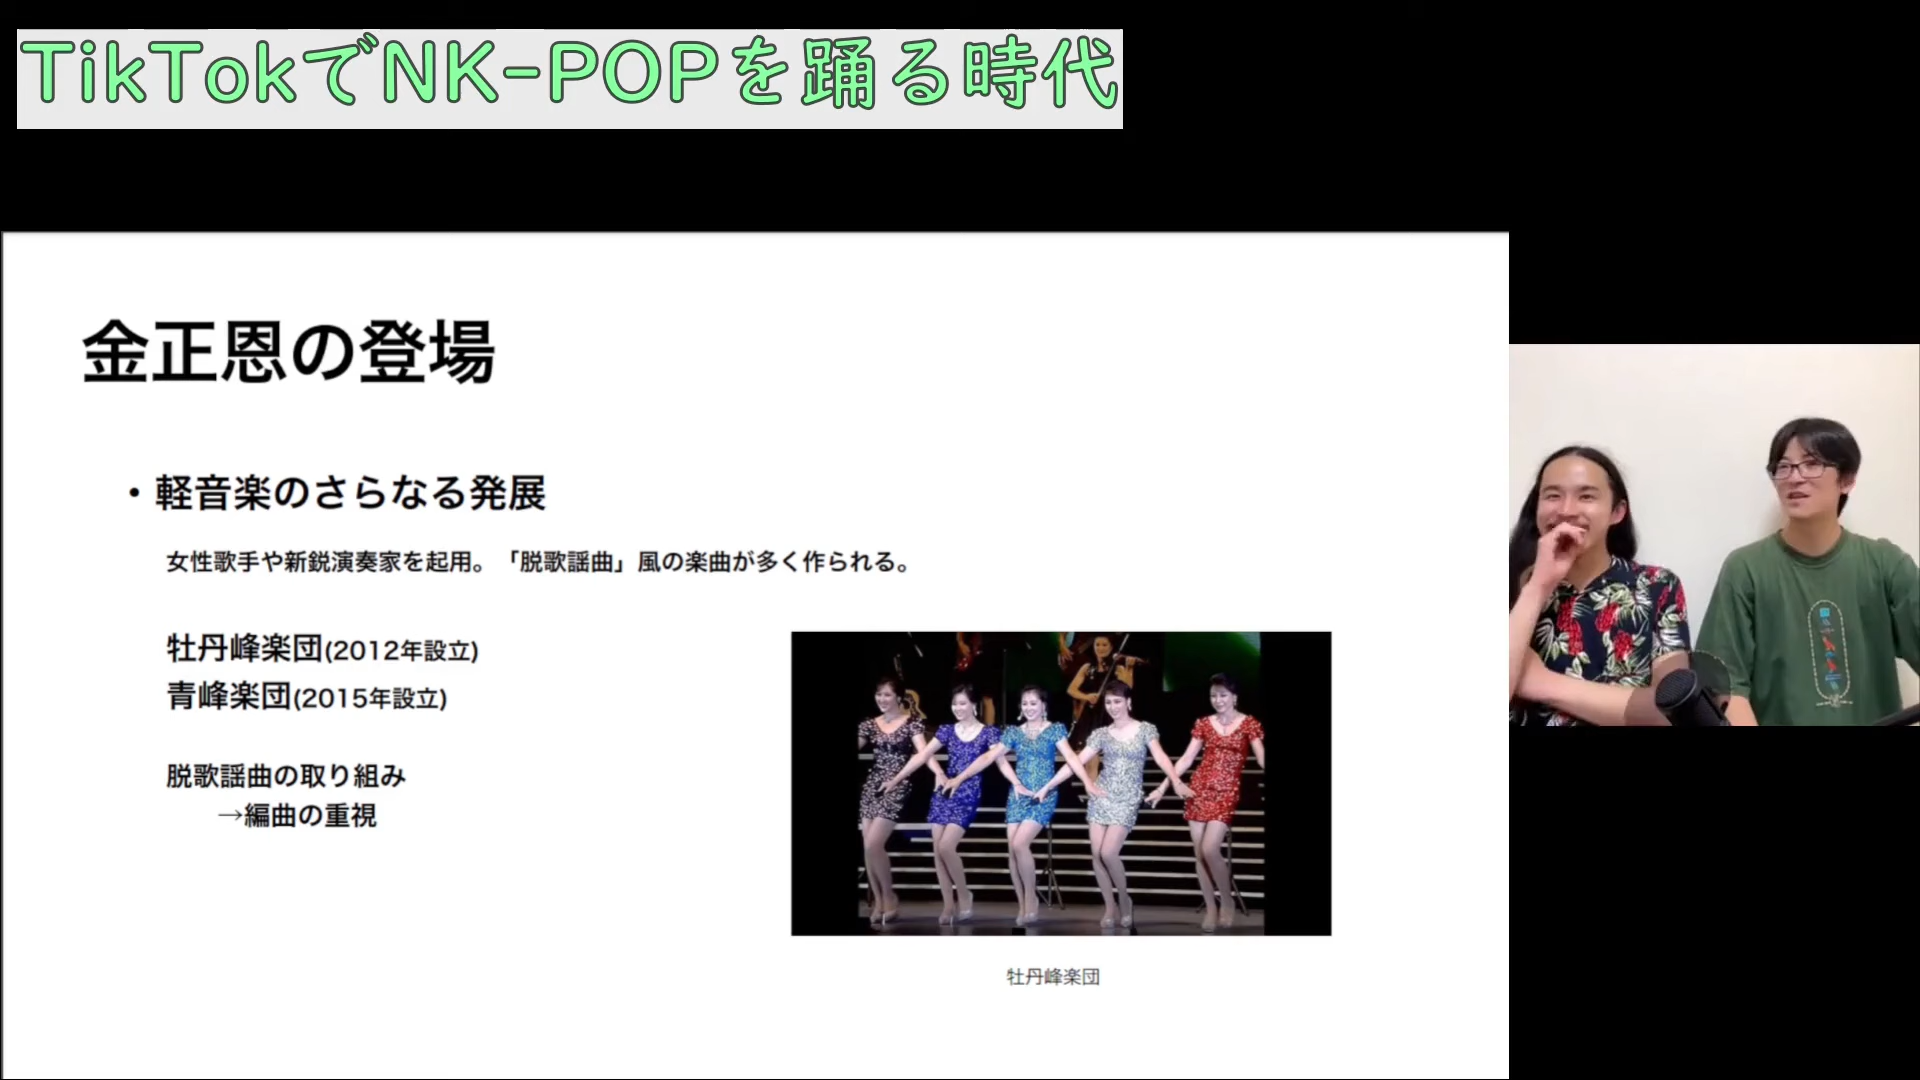 TikTokでNK-POPを踊る時代
金正恩の登場
・軽音楽のさらなる発展
女性歌手や新鋭演奏家を起用。「脱歌謡曲」風の楽曲が多く作られる。
牡丹峰楽団(2012年設立)
青峰楽団(2015年設立)
脱歌謡曲の取り組み
→編曲の重視
牡丹峰楽団